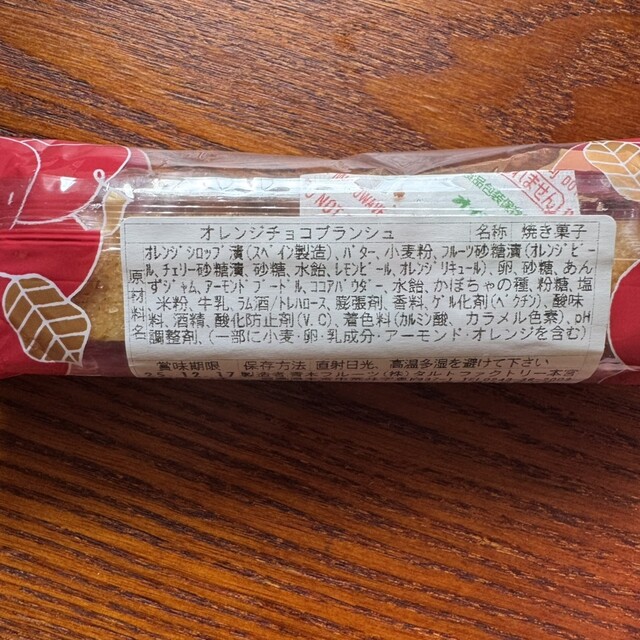 オレンジチョコブランシュ 名称 焼き菓子
原材料名
オレンジシロップ漬(スペイン製造)、バター、小麦粉、フルーツ砂糖漬(オレンジピー
ル、チェリー砂糖漬、砂糖、水飴、レモンピール、オレンジリキュール)、卵、砂糖、あん
ずジャム、アーモンドプードル、ココアパウダー、水飴、かぼちゃの種、粉糖、塩
米粉、牛乳、ラム酒/トレハロース、膨張剤、香料、ゲル化剤(ペクチン)、酸味
料、酒精、酸化防止剤(V.C)、着色料(カルミン酸、カラメル色素)、pH
調整剤、(一部に小麦・卵・乳成分・アーモンド・オレンジを含む)
賞味期限 保存方法 直射日光、高温多湿を避けて下さい